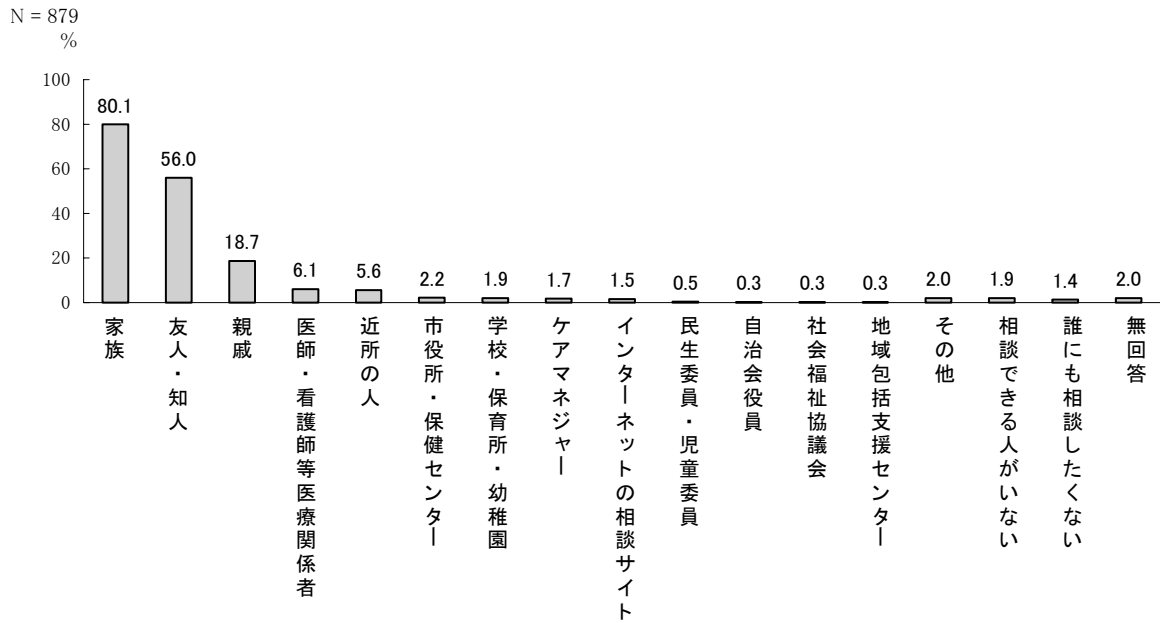 N = 879
%
100
80
60
40
20
0
80.1
56.0
18.7
6.1
5.6
2.2
1.9
1.7
1.5
0.5
0.3
0.3
0.3
2.0
1.9
1.4
2.0
家族
友人・知人
親戚
医師・看護師等医療関係者
近所の人
市役所・保健センター
学校・保育所・幼稚園
ケアマネジャー
インターネットの相談サイト
民生委員・児童委員
自治会役員
社会福祉協議会
地域包括支援センター
その他
相談できる人がいない
誰にも相談したくない
無回答